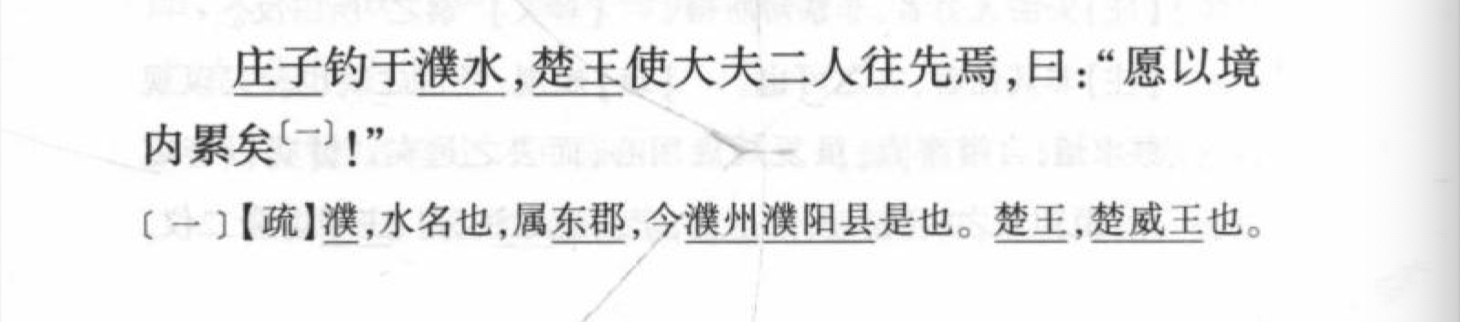 庄子钓于濮水,楚王使大夫二人往先焉,曰:“愿以境
内累矣〔一〕!”
〔一〕【疏】濮,水名也,属东郡,今濮州濮阳县是也。楚王,楚威王也。